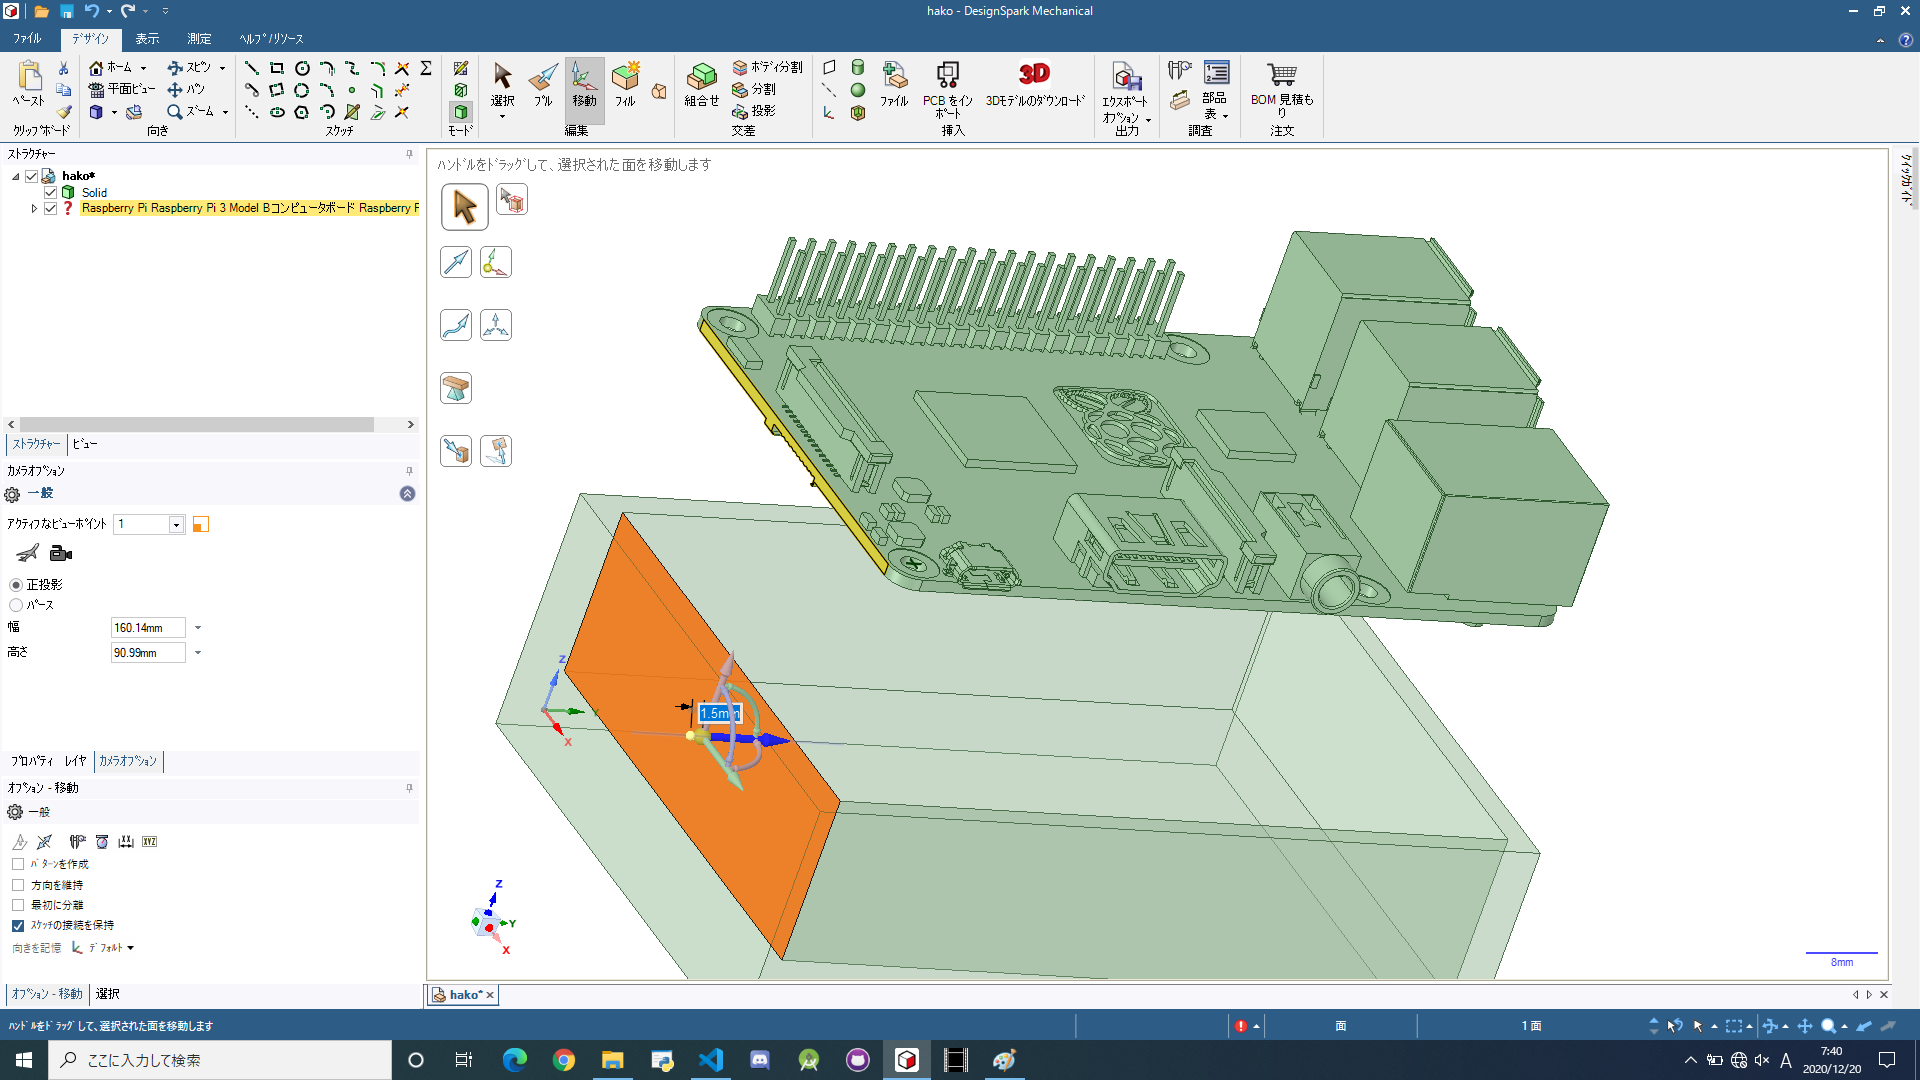 hako - DesignSpark Mechanical
ファイル
デザイン
表示
測定
ヘルプ/リソース
ペースト
クリップボード
ホーム
スピン
平面ビュー
パン
ズーム
向き
スケッチ
モード
選択
プル
移動
フィル
編集
組合せ
ボディ分割
分割
投影
交差
ファイル
PCB をインポート
3D
3Dモデルのダウンロード
挿入
エクスポートオプション
出力
部品表
調査
BOM 見積もり
注文
ストラクチャー
hako*
Solid
Raspberry Pi Raspberry Pi 3 Model Bコンピュータボード Raspberry P
ストラクチャー
ビュー
カメラオプション
一般
アクティブなビューポイント
1
正投影
パース
幅
160.14mm
高さ
90.99mm
プロパティ
レイヤ
カメラオプション
オプション - 移動
一般
XYZ
パターンを作成
方向を維持
最初に分離
スケッチの接続を保持
向きを記憶
デフォルト
オプション - 移動
選択
ハンドルをドラッグして、選択された面を移動します
Z
Y
X
1.5mm
Z
Y
X
8mm
クイックガイド
hako*
ハンドルをドラッグして、選択された面を移動します
面
1 面
ここに入力して検索
A
7:40
2020/12/20